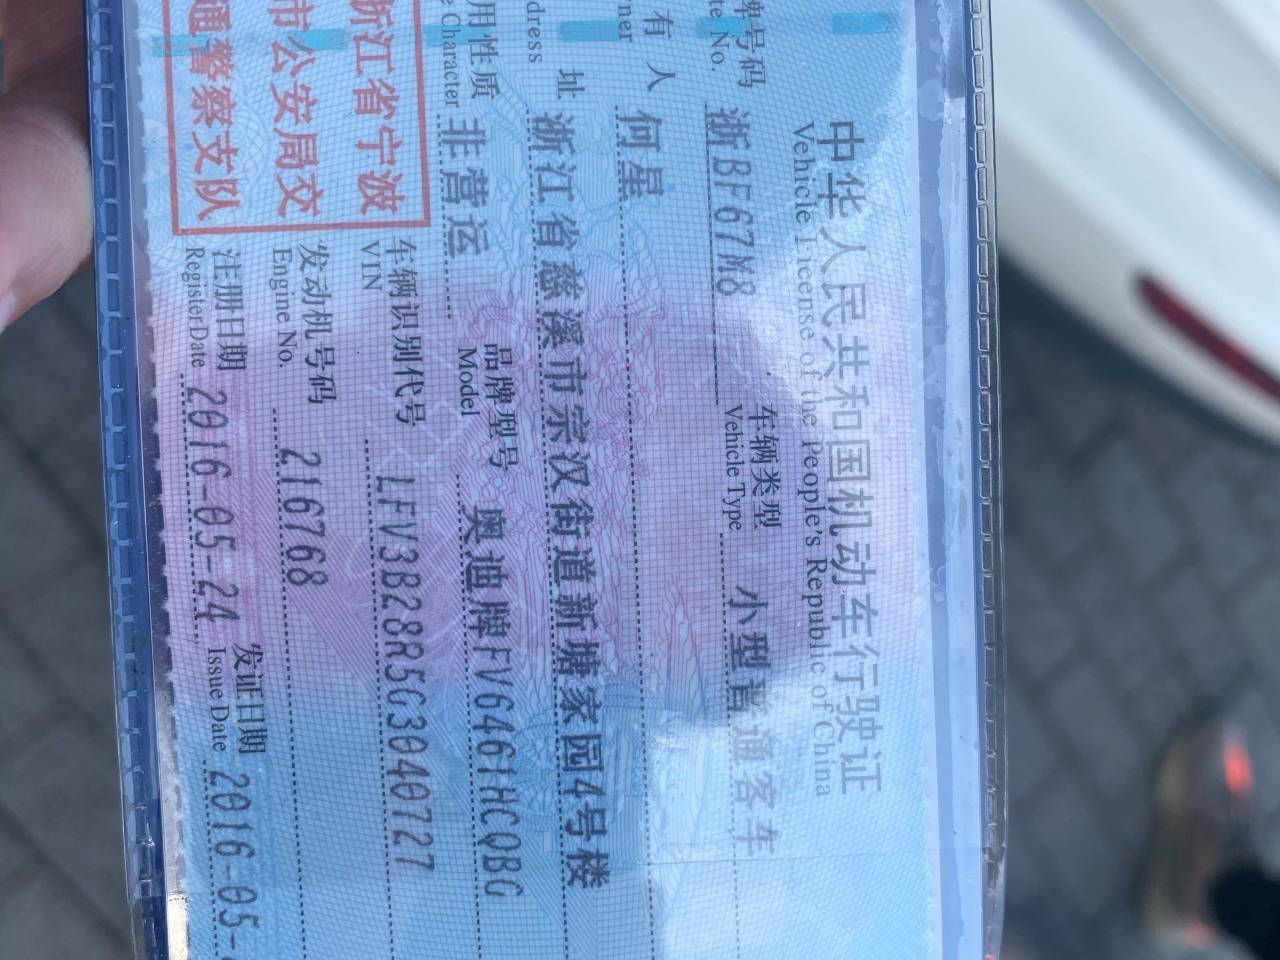 中华人民共和国机动车行驶证
Vehicle License of the People's Republic of China
牌号码 浙BF67M8 车辆类型 小型普通客车
te No. Vehicle Type
有人 何星
ner
址 浙江省慈溪市宗汉街道新塘家园4号楼
dress
用性质 非营运 品牌型号 奥迪牌FV6461HCQBG
e Character Model
浙江省宁波
市公安局交
通警察支队
车辆识别代号 LFV3B28R5G3040727
VIN
发动机号码 216768
Engine No.
注册日期 2016-05-24 发证日期 2016-05-
Register Date Issue Date